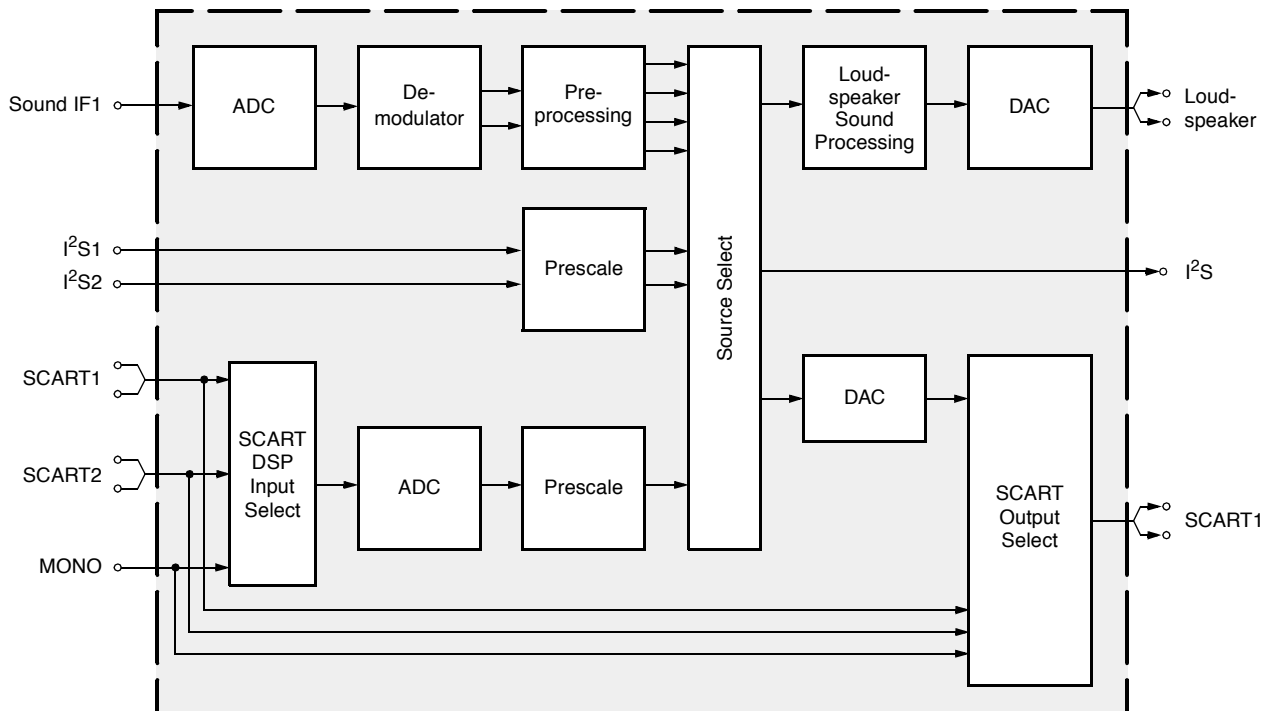 Sound IF1
ADC
De-
modulator
Pre-
processing
Loud-
speaker
Sound
Processing
DAC
Loud-
speaker
I²S1
I²S2
Prescale
Source Select
I²S
SCART1
SCART2
MONO
SCART
DSP
Input
Select
ADC
Prescale
DAC
SCART
Output
Select
SCART1